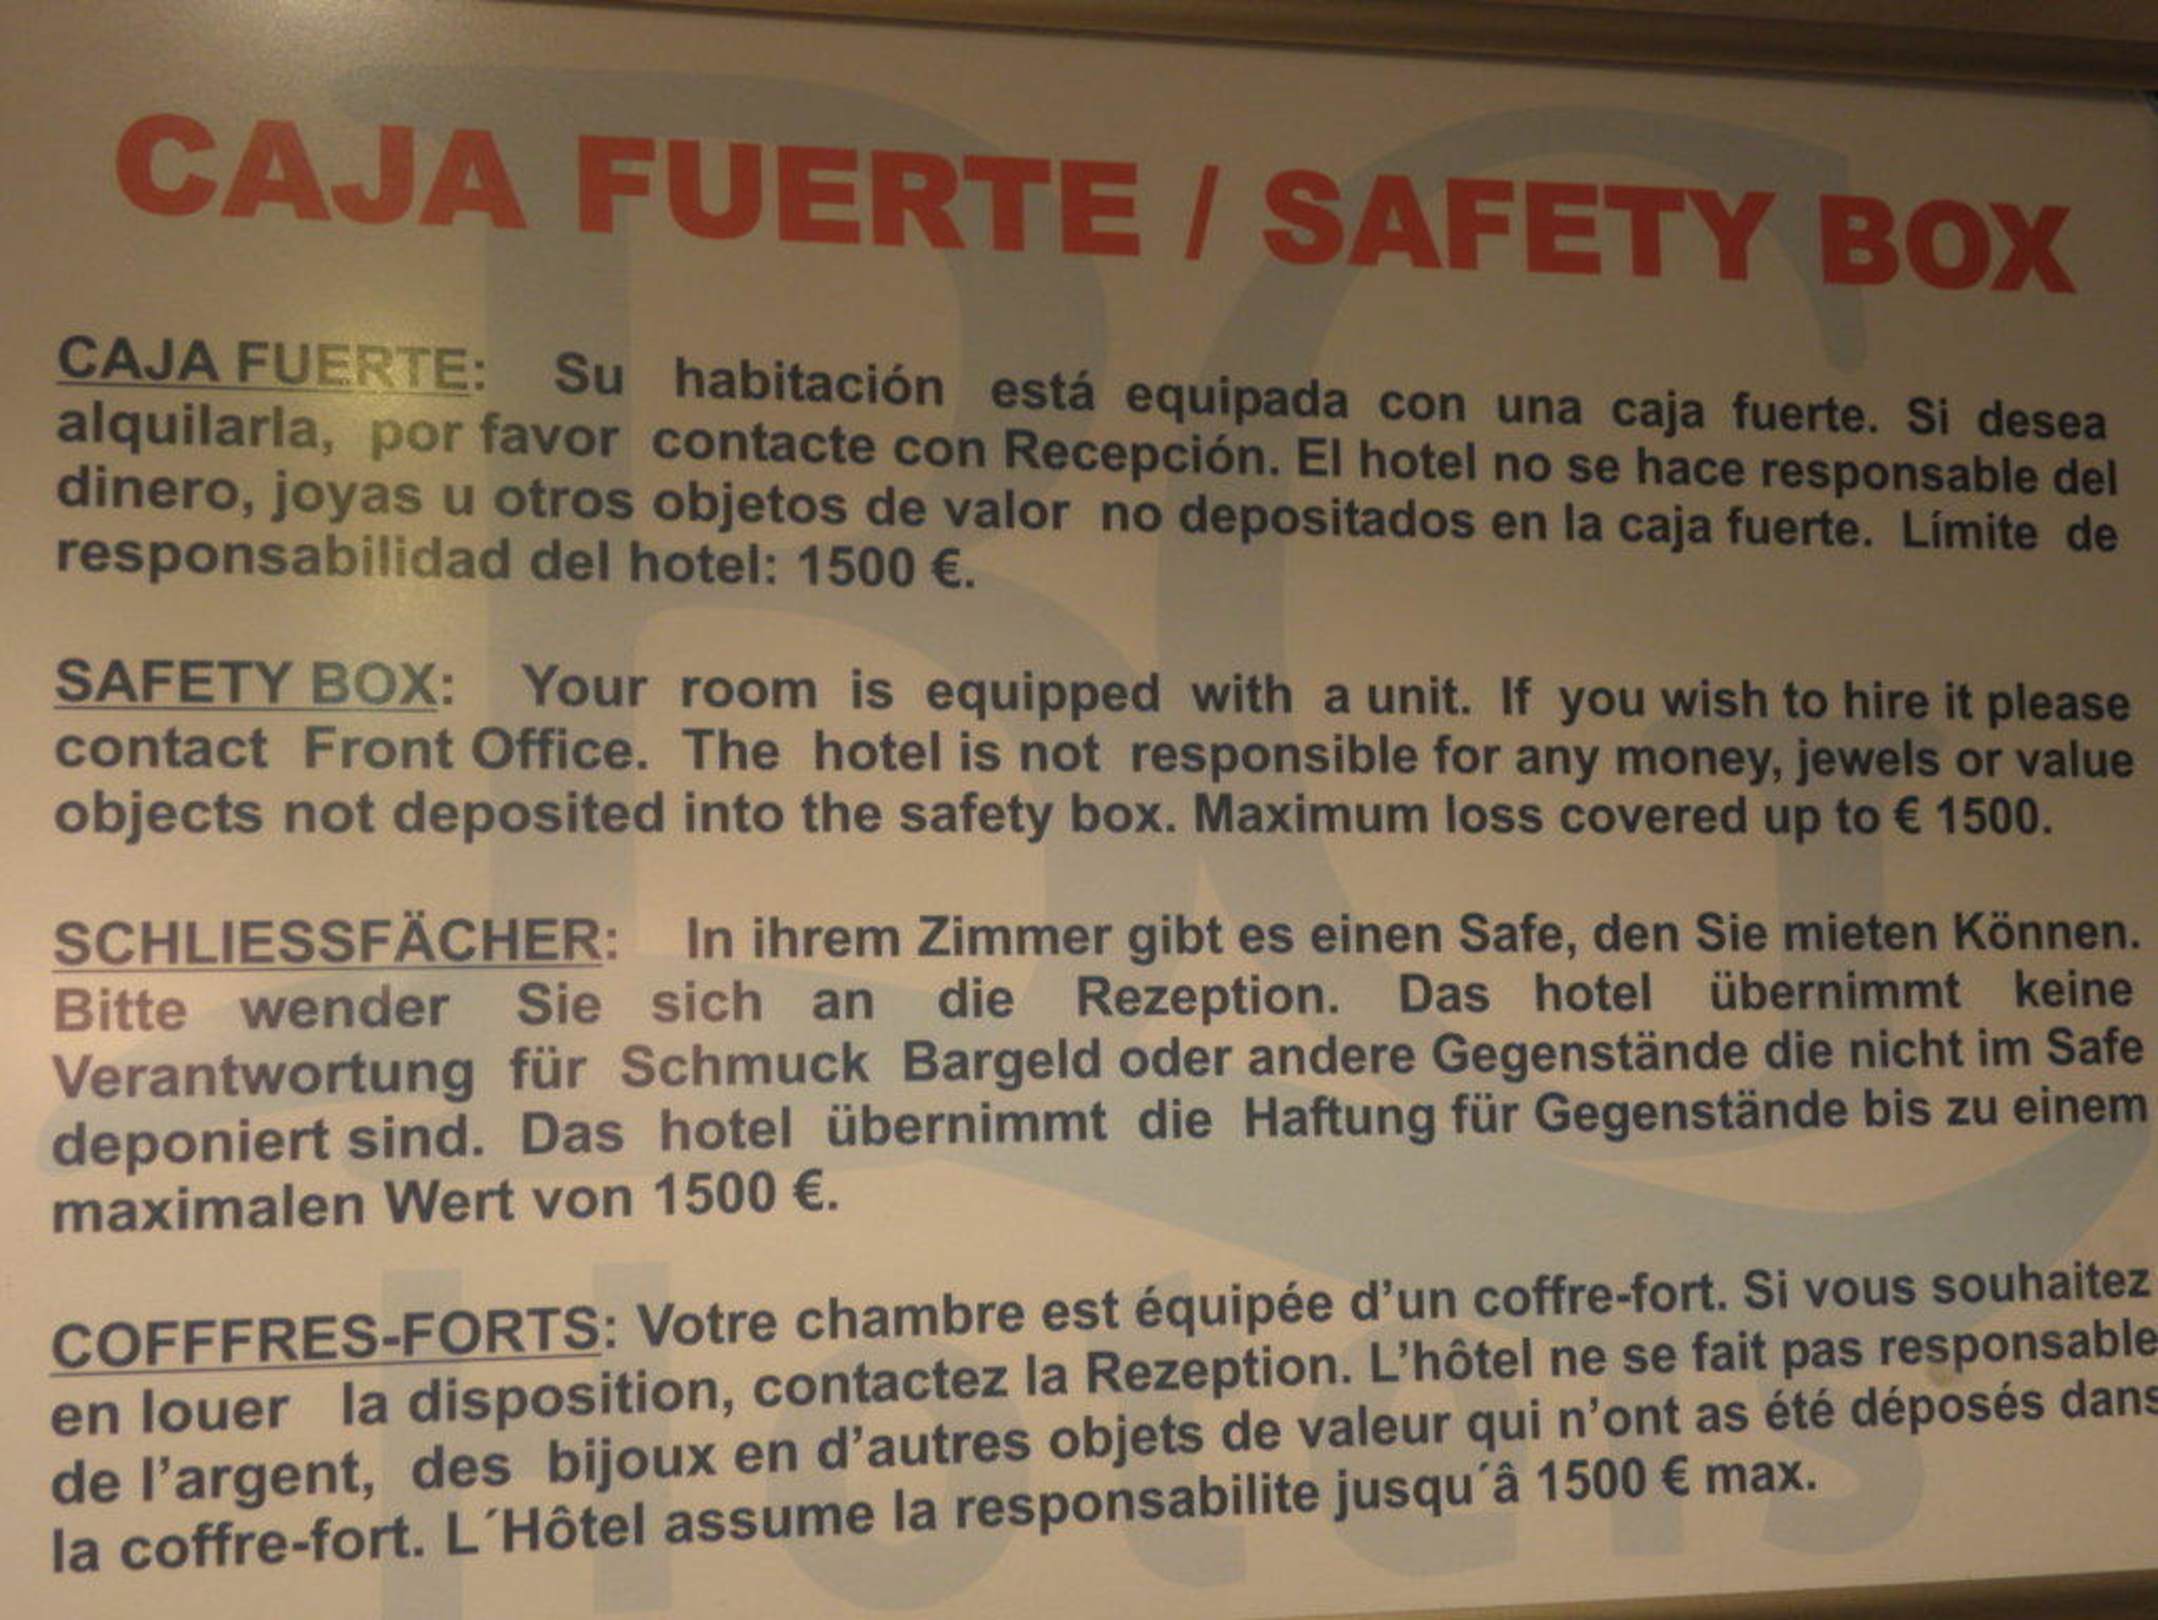 CAJA FUERTE / SAFETY BOX
CAJA FUERTE: Su habitación está equipada con una caja fuerte. Si desea
alquilarla, por favor contacte con Recepción. El hotel no se hace responsable del
dinero, joyas u otros objetos de valor no depositados en la caja fuerte. Límite de
responsabilidad del hotel: 1500 €.
SAFETY BOX: Your room is equipped with a unit. If you wish to hire it please
contact Front Office. The hotel is not responsible for any money, jewels or value
objects not deposited into the safety box. Maximum loss covered up to € 1500.
SCHLIESSFÄCHER: In ihrem Zimmer gibt es einen Safe, den Sie mieten Können.
Bitte wender Sie sich an die Rezeption. Das hotel übernimmt keine
Verantwortung für Schmuck Bargeld oder andere Gegenstände die nicht im Safe
deponiert sind. Das hotel übernimmt die Haftung für Gegenstände bis zu einem
maximalen Wert von 1500 €.
COFFFRES-FORTS: Votre chambre est équipée d'un coffre-fort. Si vous souhaitez
en louer la disposition, contactez la Rezeption. L'hôtel ne se fait pas responsable
de l'argent, des bijoux en d'autres objets de valeur qui n'ont as été déposés dans
la coffre-fort. L´Hôtel assume la responsabilite jusqu´â 1500 € max.
Hotels